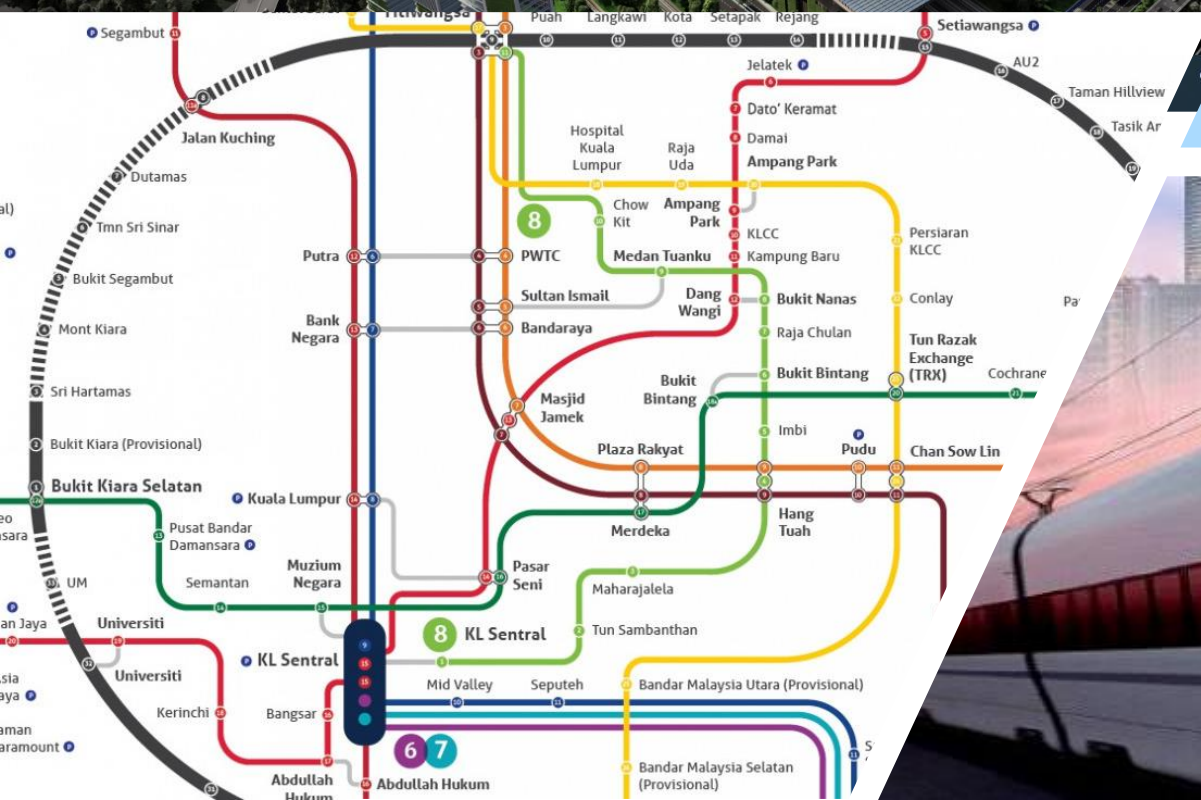 Titiwangsa
Puah
Langkawi
Kota
Setapak
Rejang
Setiawangsa P
P Segambut
Jelatek P
AU2
Taman Hillview
Tasik Am
Jalan Kuching
Dato' Keramat
Damai
Hospital
Kuala
Lumpur
Raja
Uda
Ampang Park
Dutamas
Chow
Kit
Ampang
Park
8
Tmn Sri Sinar
KLCC
Persiaran
KLCC
Putra
PWTC
Medan Tuanku
Kampung Baru
Bukit Segambut
Sultan Ismail
Dang
Wangi
Bukit Nanas
Conlay
Mont Kiara
Bank
Negara
Bandaraya
Raja Chulan
Tun Razak
Exchange
(TRX)
Sri Hartamas
Bukit
Bintang
Bukit Bintang
Cochrane
Masjid
Jamek
Bukit Kiara (Provisional)
Imbi
Plaza Rakyat
P
Pudu
Chan Sow Lin
Bukit Kiara Selatan
P Kuala Lumpur
Pusat Bandar
Damansara P
Merdeka
Hang
Tuah
UM
Semantan
Muzium
Negara
Pasar
Seni
Maharajalela
Universiti
8 KL Sentral
Tun Sambanthan
P KL Sentral
Universiti
Mid Valley
Seputeh
Bandar Malaysia Utara (Provisional)
Kerinchi
Bangsar
6 7
Abdullah
Hukum
Abdullah Hukum
Bandar Malaysia Selatan
(Provisional)